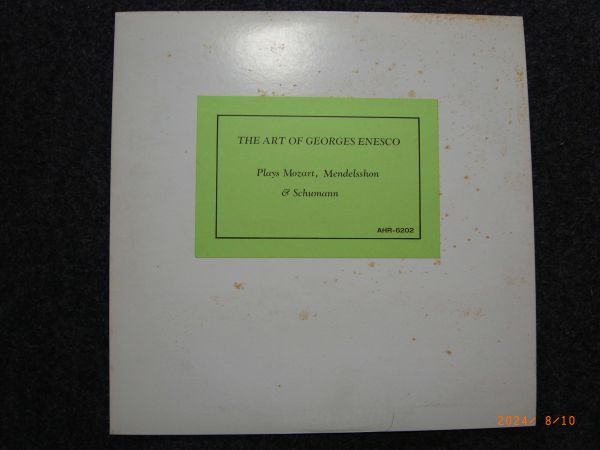 THE ART OF GEORGES ENESCO
Plays Mozart, Mendelsshon
& Schumann
AHR-6202
2024/ 8/10